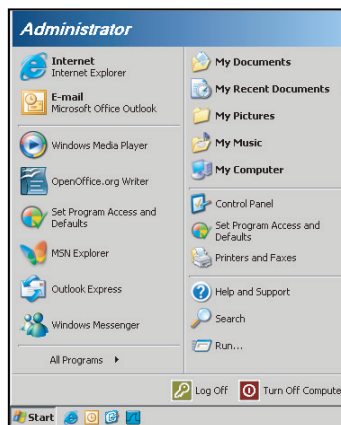 Administrator
Internet
Internet Explorer
E-mail
Microsoft Office Outlook
Windows Media Player
OpenOffice.org Writer
Set Program Access and
Defaults
MSN Explorer
Outlook Express
Windows Messenger
All Programs
My Documents
My Recent Documents
My Pictures
My Music
My Computer
Control Panel
Set Program Access and
Defaults
Printers and Faxes
Help and Support
Search
Run...
Log Off
Turn Off Compute
Start